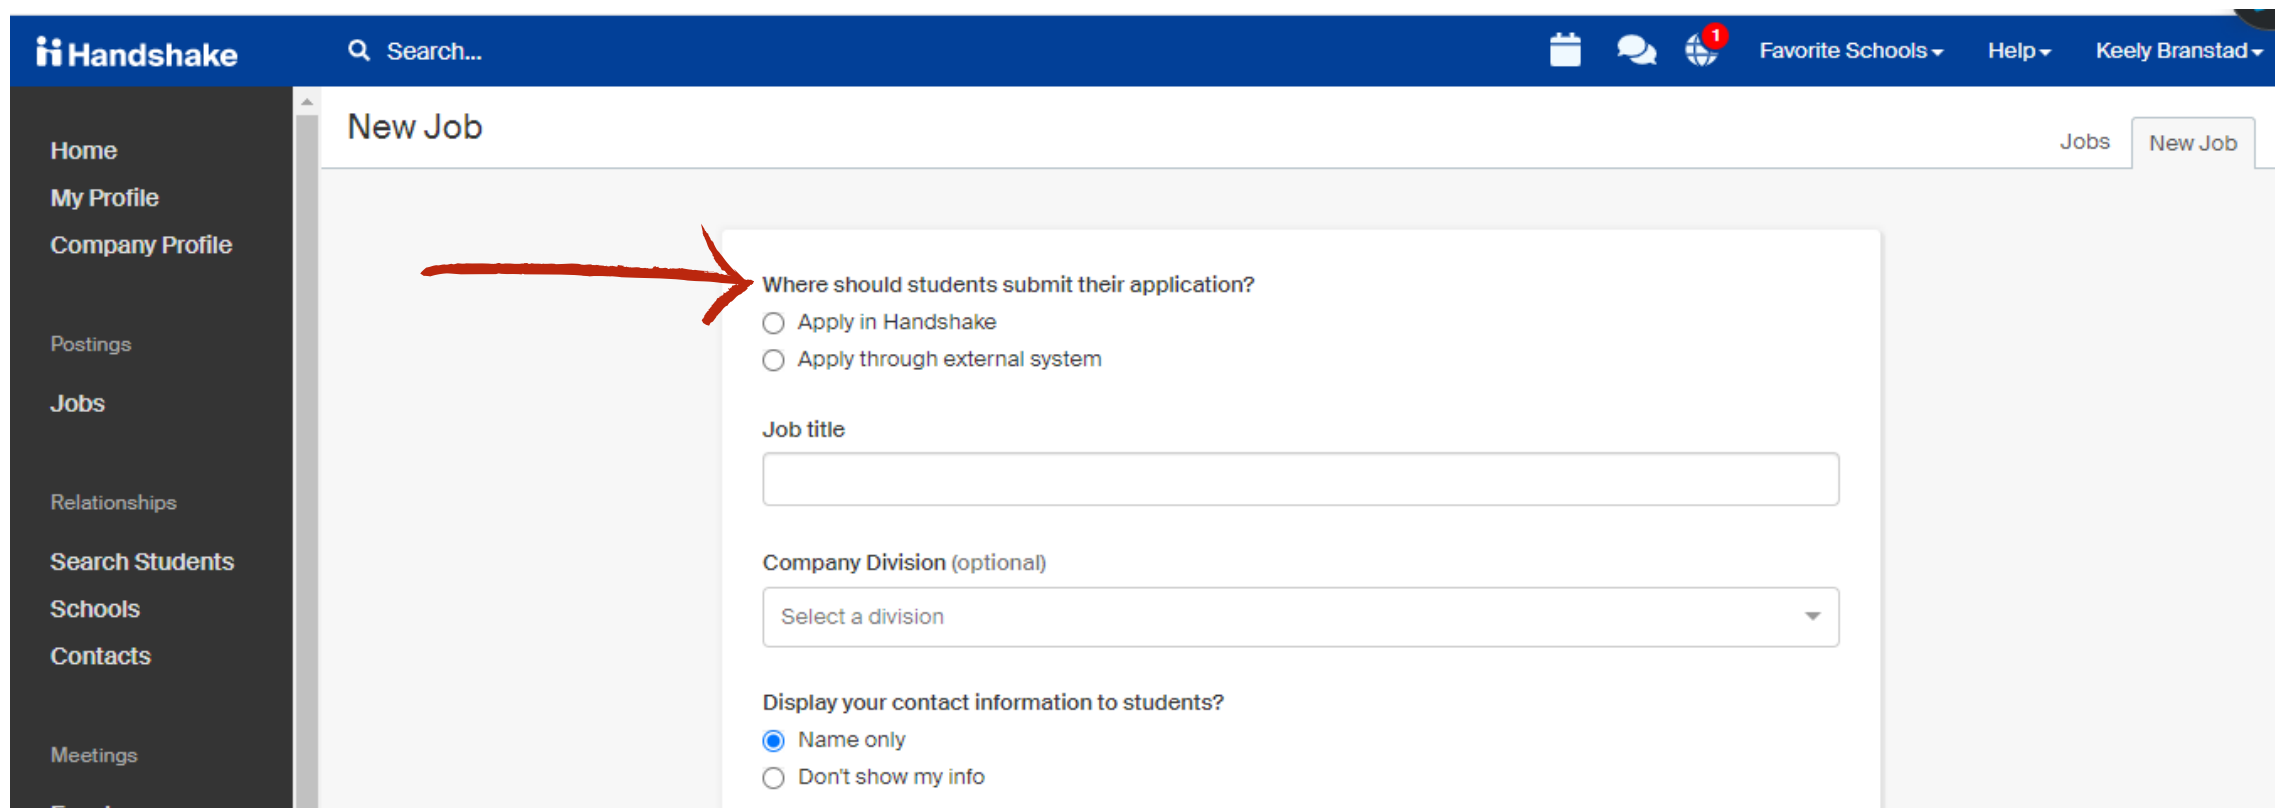 Handshake
Search...
1
Favorite Schools
Help
Keely Branstad
Home
My Profile
Company Profile
Postings
Jobs
Relationships
Search Students
Schools
Contacts
Meetings
New Job
Jobs
New Job
Where should students submit their application?
Apply in Handshake
Apply through external system
Job title
Company Division (optional)
Select a division
Display your contact information to students?
Name only
Don't show my info